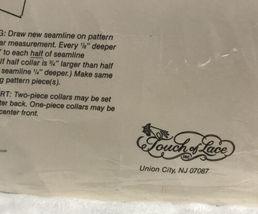 G: Draw new seamline on pattern
ar measurement. Every ⅛" deeper
" to each half of seamline
lf half collar is ¾" larger than half
seamline ¼" deeper.) Make same
g pattern piece(s).
RT: Two-piece collars may be set
ter back. One-piece collars may be
center front.
Touch of Lace
Union City, NJ 07087